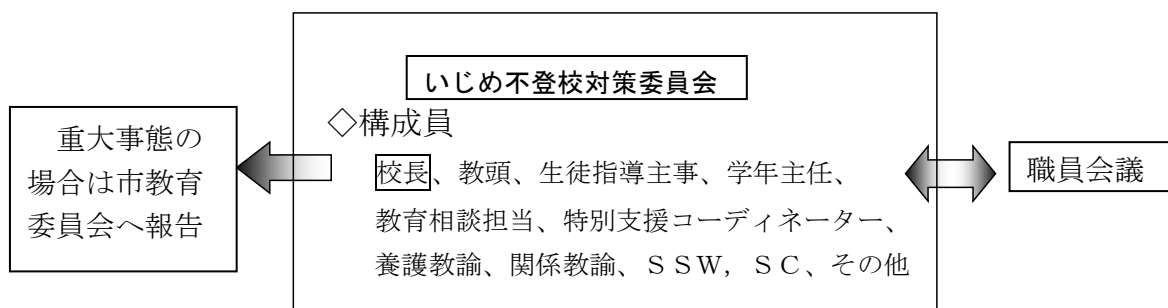 いじめ不登校対策委員会
◇構成員
校長、教頭、生徒指導主事、学年主任、
教育相談担当、特別支援コーディネーター、
養護教諭、関係教諭、ＳＳＷ，ＳＣ、その他
重大事態の
場合は市教育
委員会へ報告
職員会議